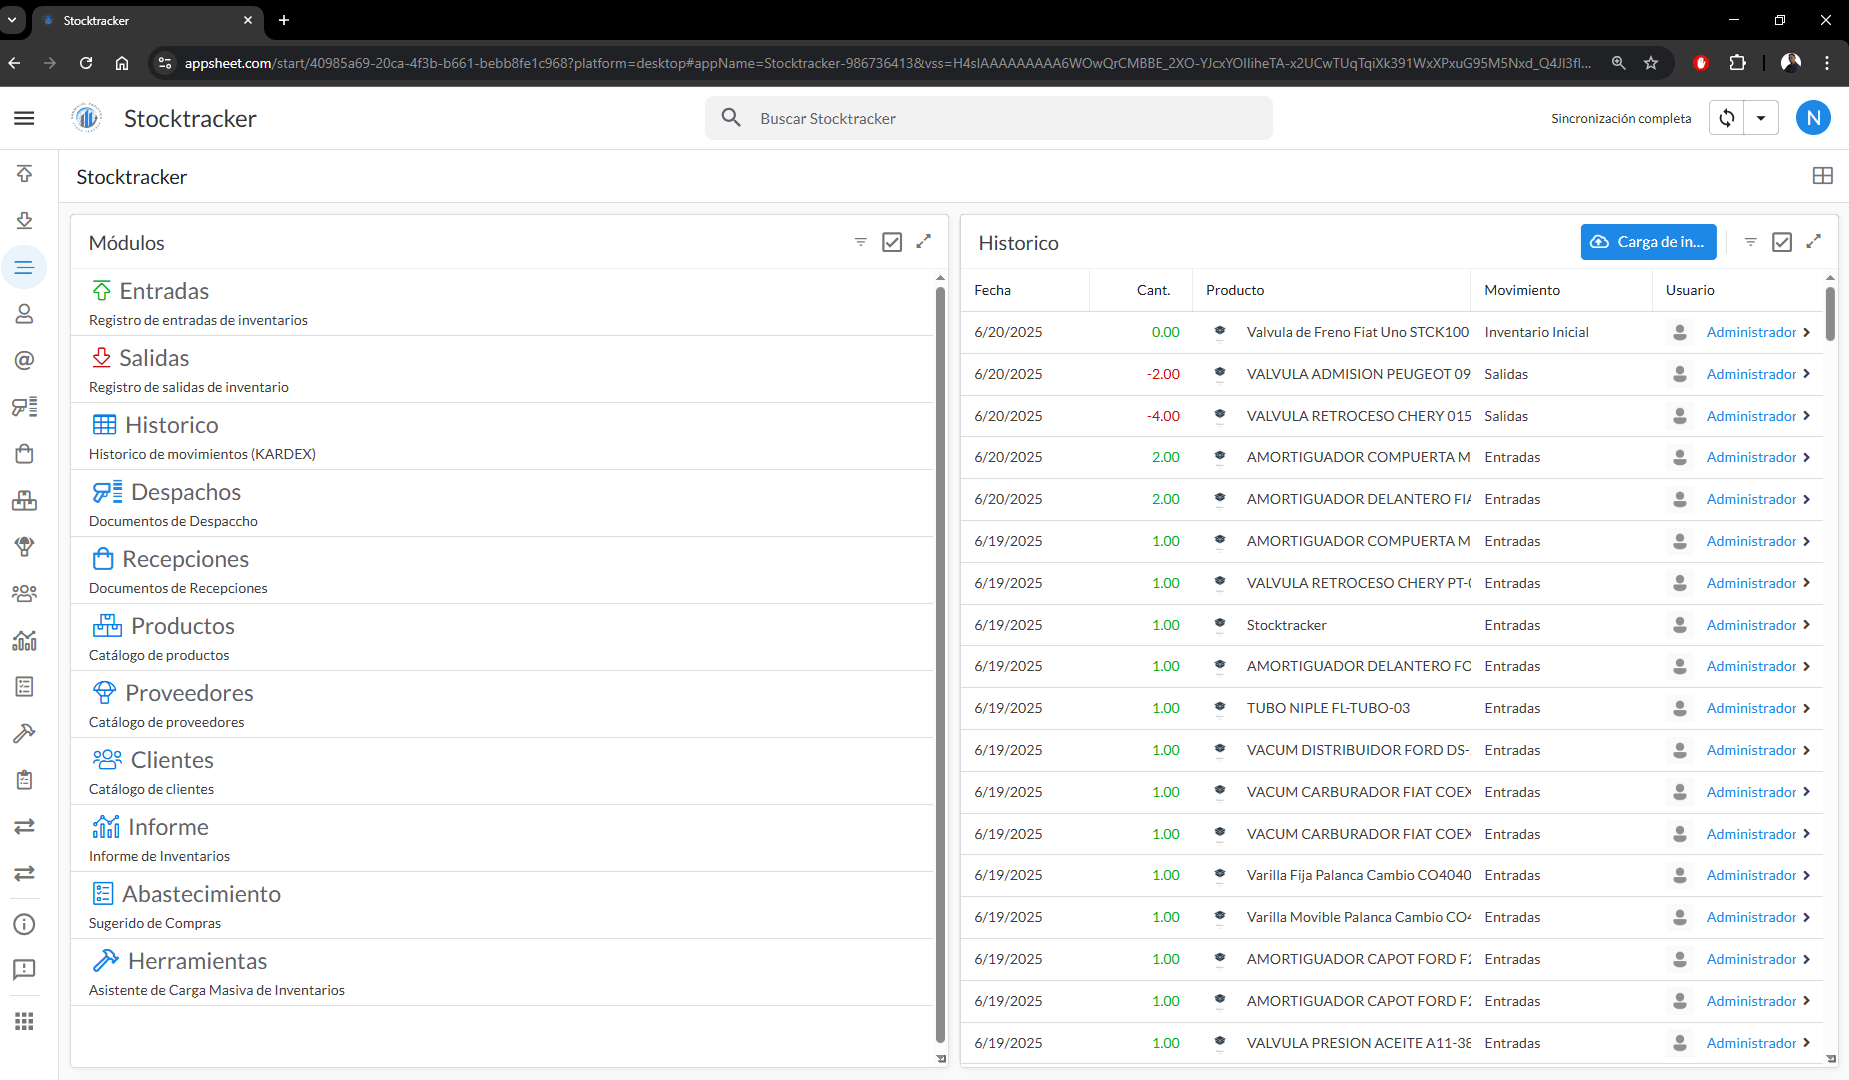 Stocktracker
appsheet.com/start/40985a69-20ca-4f3b-b661-bebb8fe1c968?platform=desktop#appName=Stocktracker-986736413&vss=H4sIAAAAAAAAA6WOwQrCMBBE_2XO-YJcxYOIIiheTA-x2UCwTUqTqiXk391WxXPxuG95M5Nxd_Q4Jl3fl...
Stocktracker
Buscar Stocktracker
Sincronización completa
N
Stocktracker
Módulos
Entradas
Registro de entradas de inventarios
Salidas
Registro de salidas de inventario
Historico
Historico de movimientos (KARDEX)
Despachos
Documentos de Despaccho
Recepciones
Documentos de Recepciones
Productos
Catálogo de productos
Proveedores
Catálogo de proveedores
Clientes
Catálogo de clientes
Informe
Informe de Inventarios
Abastecimiento
Sugerido de Compras
Herramientas
Asistente de Carga Masiva de Inventarios
Historico
Carga de in...
Fecha Cant. Producto Movimiento Usuario
6/20/2025 0.00 Valvula de Freno Fiat Uno STCK100 Inventario Inicial Administrador
6/20/2025 -2.00 VALVULA ADMISION PEUGEOT 09 Salidas Administrador
6/20/2025 -4.00 VALVULA RETROCESO CHERY 015 Salidas Administrador
6/20/2025 2.00 AMORTIGUADOR COMPUERTA M Entradas Administrador
6/20/2025 2.00 AMORTIGUADOR DELANTERO FIA Entradas Administrador
6/19/2025 1.00 AMORTIGUADOR COMPUERTA M Entradas Administrador
6/19/2025 1.00 VALVULA RETROCESO CHERY PT-0 Entradas Administrador
6/19/2025 1.00 Stocktracker Entradas Administrador
6/19/2025 1.00 AMORTIGUADOR DELANTERO FO Entradas Administrador
6/19/2025 1.00 TUBO NIPLE FL-TUBO-03 Entradas Administrador
6/19/2025 1.00 VACUM DISTRIBUIDOR FORD DS- Entradas Administrador
6/19/2025 1.00 VACUM CARBURADOR FIAT COEX Entradas Administrador
6/19/2025 1.00 VACUM CARBURADOR FIAT COEX Entradas Administrador
6/19/2025 1.00 Varilla Fija Palanca Cambio CO4040 Entradas Administrador
6/19/2025 1.00 Varilla Movible Palanca Cambio CO4 Entradas Administrador
6/19/2025 1.00 AMORTIGUADOR CAPOT FORD F2 Entradas Administrador
6/19/2025 1.00 AMORTIGUADOR CAPOT FORD F2 Entradas Administrador
6/19/2025 1.00 VALVULA PRESION ACEITE A11-38 Entradas Administrador